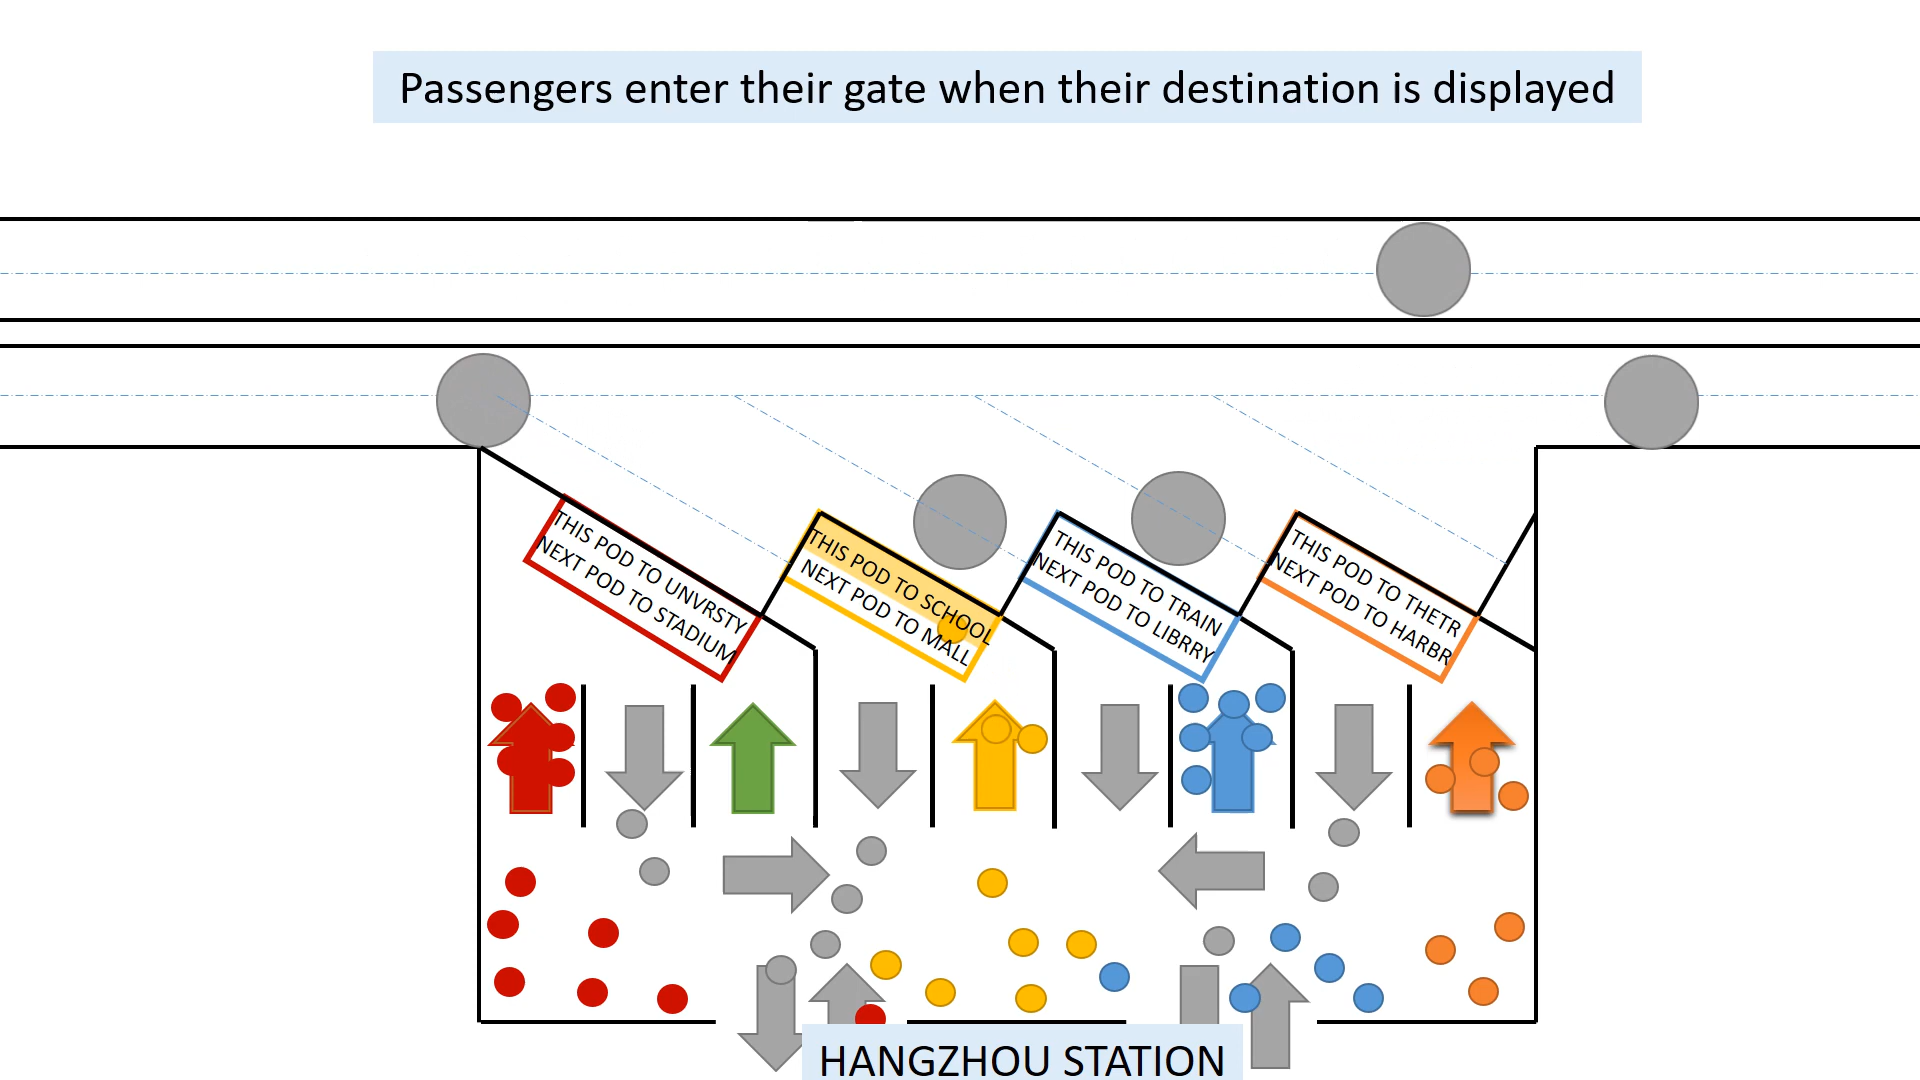 Passengers enter their gate when their destination is displayed
THIS POD TO UNVRSTY
NEXT POD TO STADIUM
THIS POD TO SCHOOL
NEXT POD TO MALL
THIS POD TO TRAIN
NEXT POD TO LIBRRY
THIS POD TO THETR
NEXT POD TO HARBR
HANGZHOU STATION